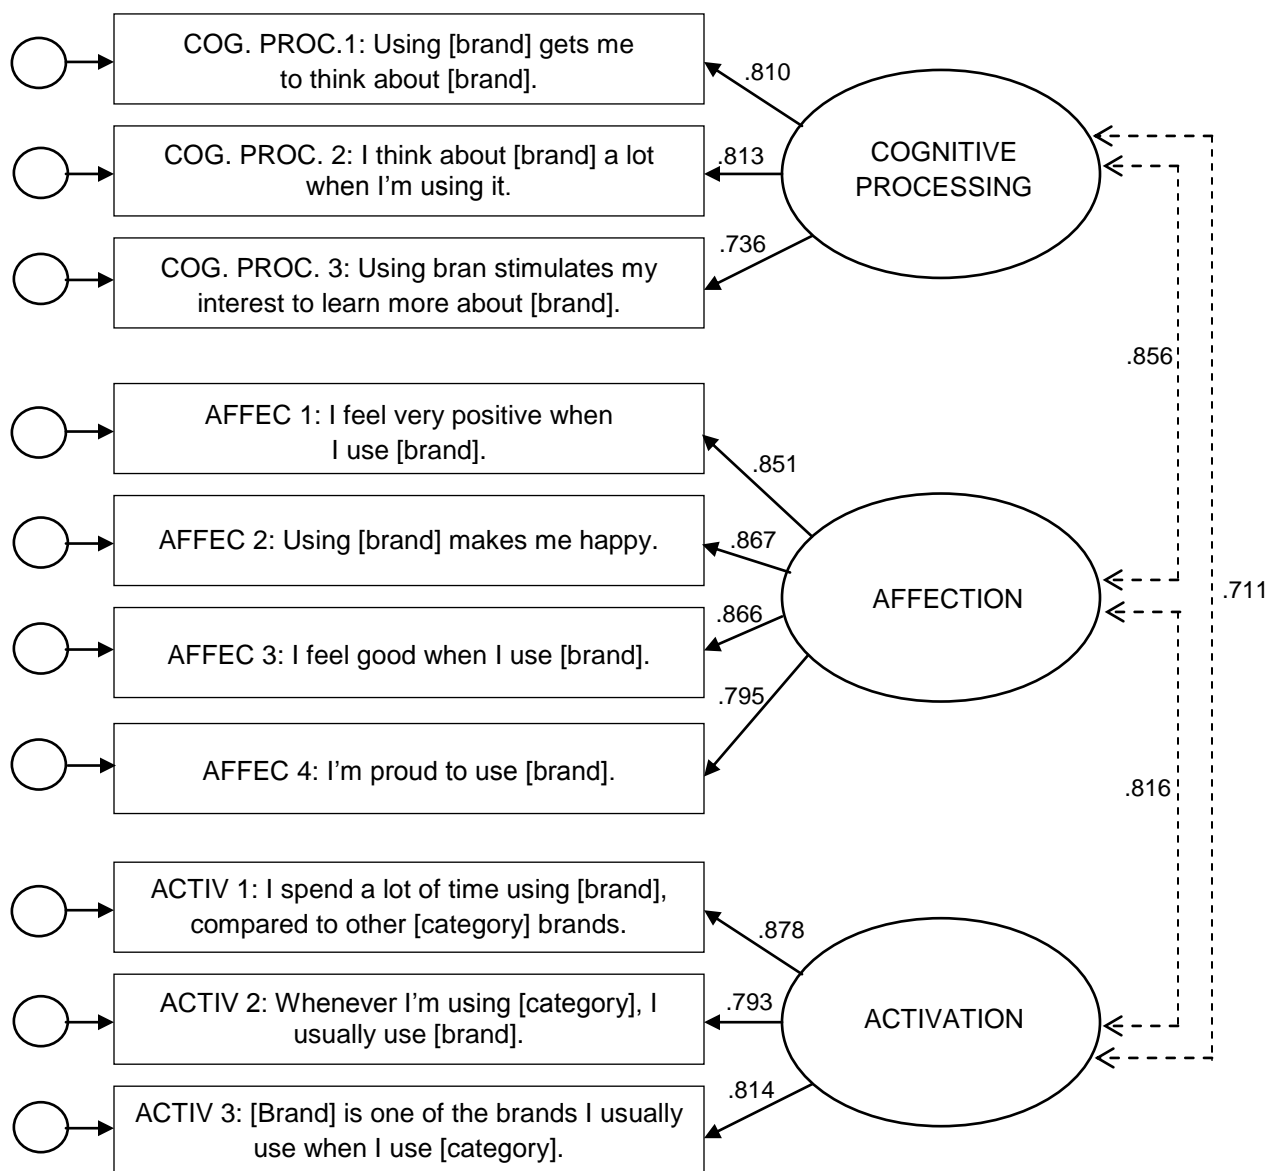 COG. PROC.1: Using [brand] gets me
to think about [brand].
.810
COG. PROC. 2: I think about [brand] a lot
when I'm using it.
.813
COGNITIVE
PROCESSING
COG. PROC. 3: Using bran stimulates my
interest to learn more about [brand].
.736
.856
AFFEC 1: I feel very positive when
I use [brand].
.851
AFFEC 2: Using [brand] makes me happy.
.867
AFFECTION
.711
AFFEC 3: I feel good when I use [brand].
.866
.795
AFFEC 4: I'm proud to use [brand].
.816
ACTIV 1: I spend a lot of time using [brand],
compared to other [category] brands.
.878
ACTIV 2: Whenever I'm using [category], I
usually use [brand].
.793
ACTIVATION
ACTIV 3: [Brand] is one of the brands I usually
use when I use [category].
.814